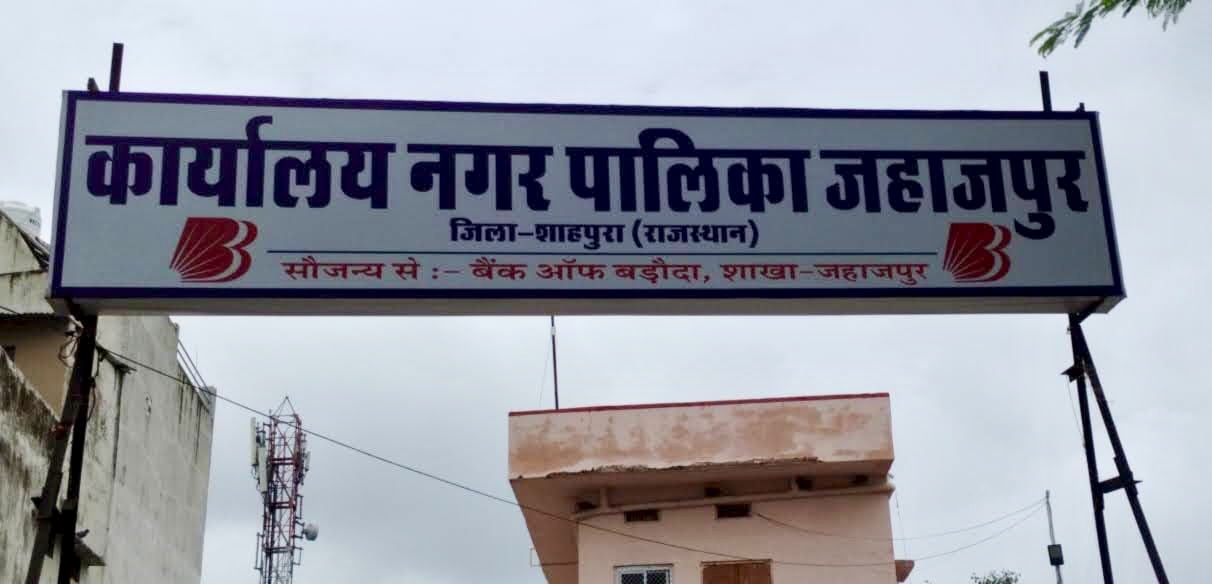 कार्यालय नगर पालिका जहाजपुर
जिला-शाहपुरा (राजस्थान)
सौजन्य से :- बैंक ऑफ बड़ौदा, शाखा-जहाजपुर